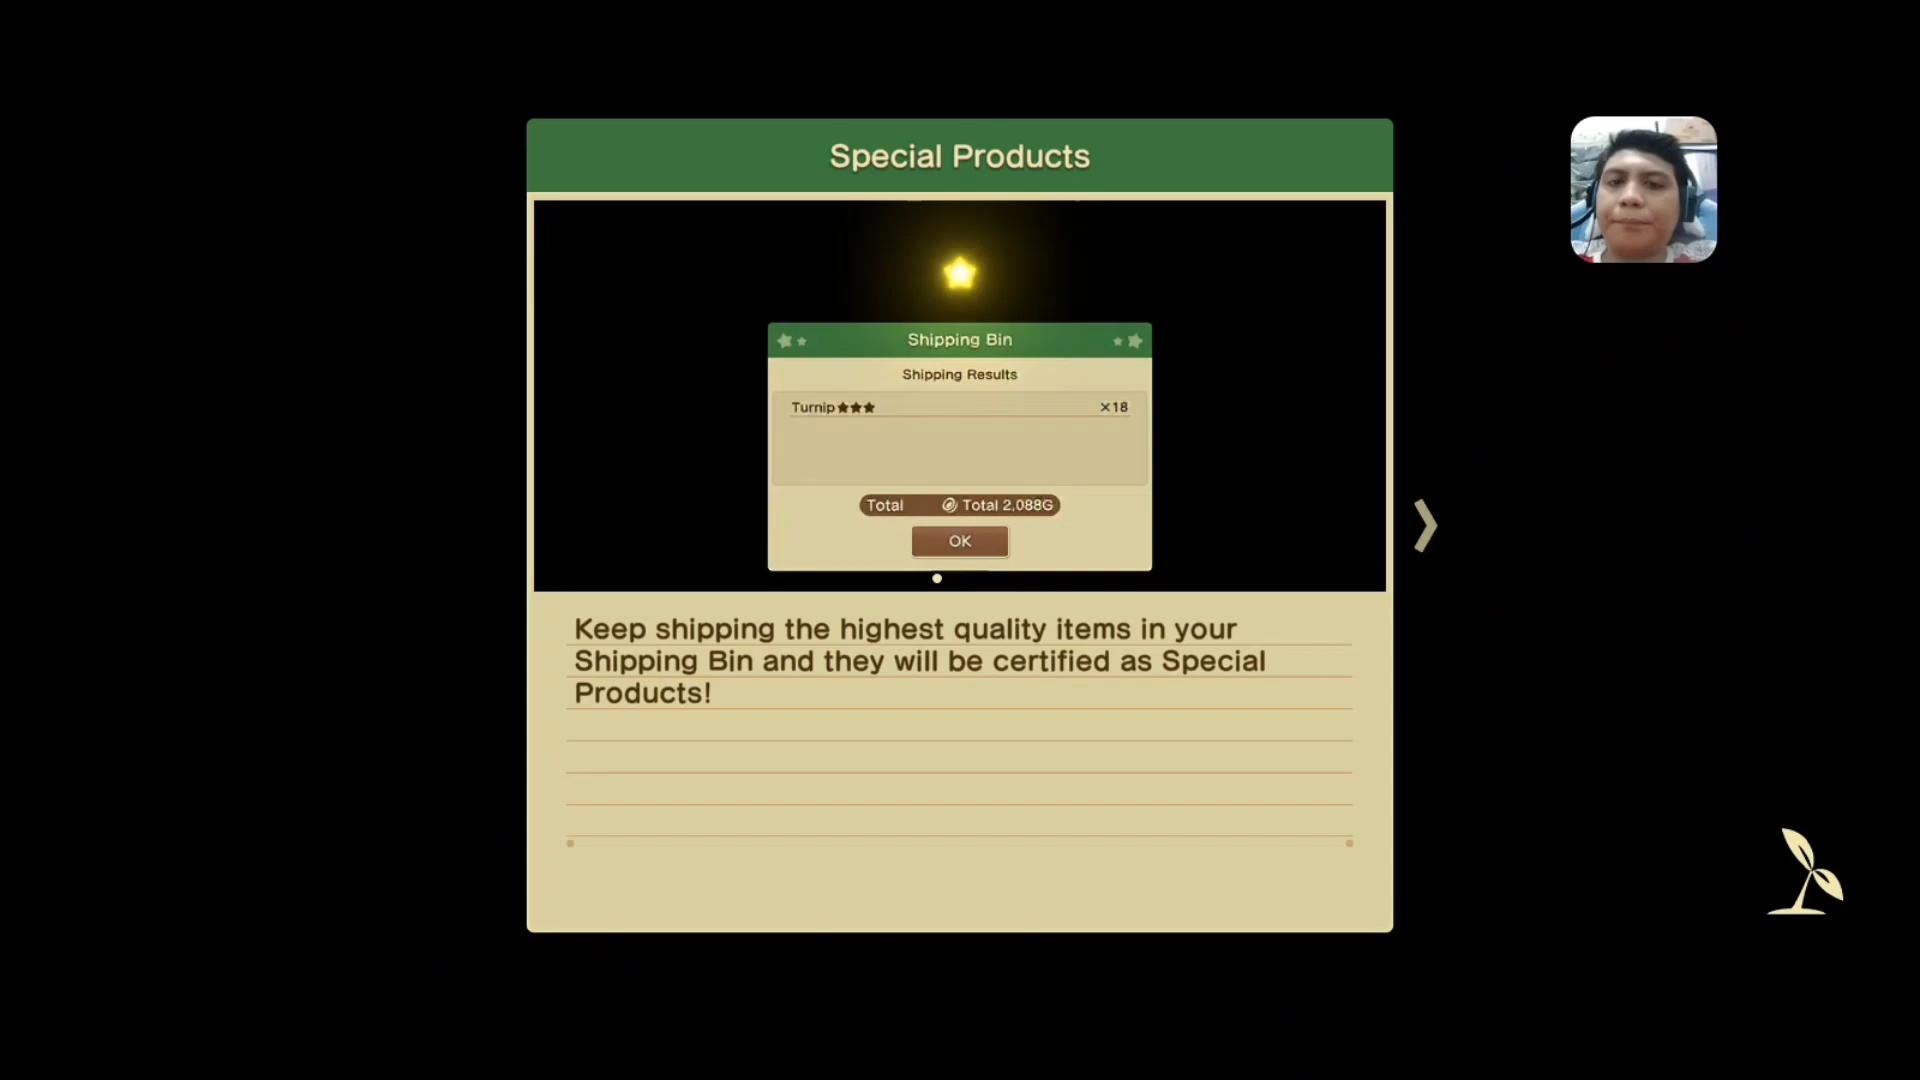 Special Products
Shipping Bin
Shipping Results
Turnip★★★ ×18
Total Total 2,088G
OK
Keep shipping the highest quality items in your
Shipping Bin and they will be certified as Special
Products!